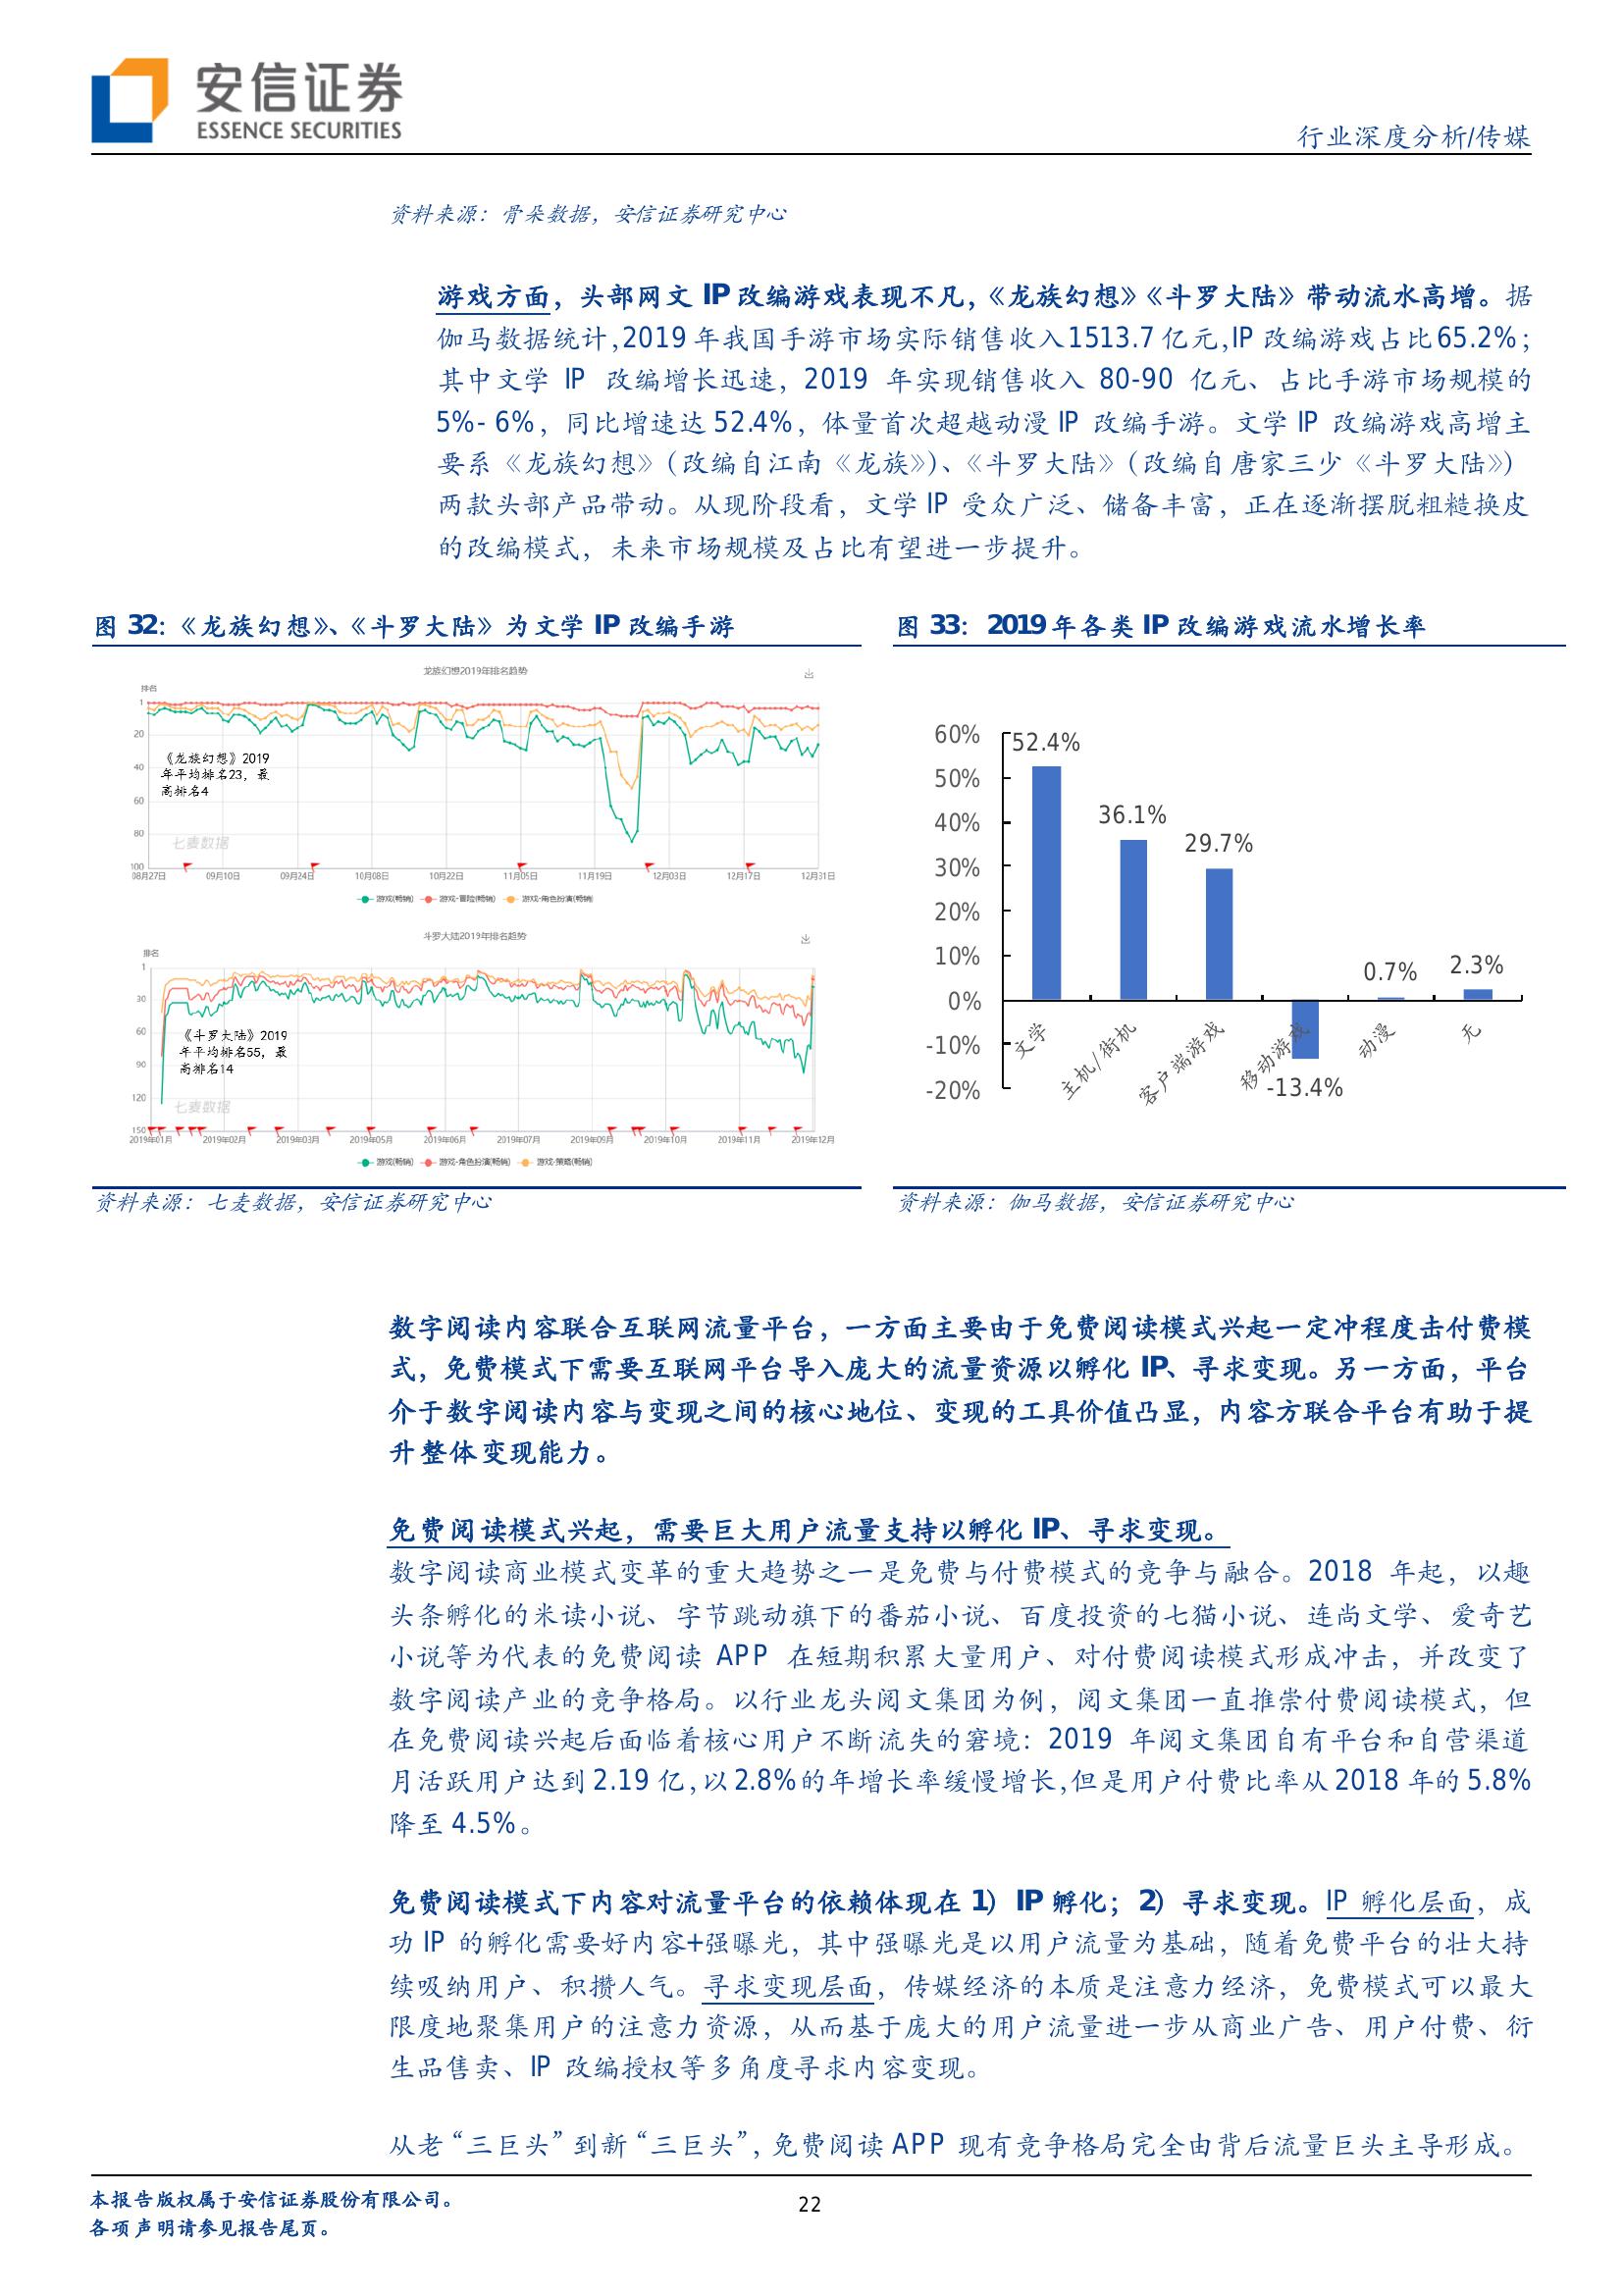 安信证券
ESSENCE SECURITIES
行业深度分析/传媒
资料来源：骨朵数据，安信证券研究中心
游戏方面，头部网文 IP 改编游戏表现不凡，《龙族幻想》《斗罗大陆》带动流水高增。据
伽马数据统计,2019 年我国手游市场实际销售收入1513.7 亿元,IP 改编游戏占比65.2%；
其中文学 IP 改编增长迅速，2019 年实现销售收入 80-90 亿元、占比手游市场规模的
5%- 6%，同比增速达 52.4%，体量首次超越动漫 IP 改编手游。文学 IP 改编游戏高增主
要系《龙族幻想》（改编自江南《龙族》）、《斗罗大陆》（改编自唐家三少《斗罗大陆》）
两款头部产品带动。从现阶段看，文学 IP 受众广泛、储备丰富，正在逐渐摆脱粗糙换皮
的改编模式，未来市场规模及占比有望进一步提升。
图 32：《龙族幻想》、《斗罗大陆》为文学 IP 改编手游
龙族幻想2019年排名趋势
排名
1
20
40
60
80
100
《龙族幻想》2019
年平均排名23，最
高排名4
七麦数据
08月27日 09月10日 09月24日 10月08日 10月22日 11月05日 11月19日 12月03日 12月17日 12月31日
游戏(畅销) 游戏-冒险(畅销) 游戏-角色扮演(畅销)
斗罗大陆2019年排名趋势
排名
1
30
60
90
120
150
《斗罗大陆》2019
年平均排名55，最
高排名14
七麦数据
2019年01月 2019年02月 2019年03月 2019年05月 2019年06月 2019年07月 2019年09月 2019年10月 2019年11月 2019年12月
游戏(畅销) 游戏-角色扮演(畅销) 游戏-策略(畅销)
资料来源：七麦数据，安信证券研究中心
图 33：2019 年各类 IP 改编游戏流水增长率
60%
50%
40%
30%
20%
10%
0%
-10%
-20%
52.4%
36.1%
29.7%
-13.4%
0.7%
2.3%
文学
主机/街机
客户端游戏
移动游戏
动漫
无
资料来源：伽马数据，安信证券研究中心
数字阅读内容联合互联网流量平台，一方面主要由于免费阅读模式兴起一定冲程度击付费模
式，免费模式下需要互联网平台导入庞大的流量资源以孵化 IP、寻求变现。另一方面，平台
介于数字阅读内容与变现之间的核心地位、变现的工具价值凸显，内容方联合平台有助于提
升整体变现能力。
免费阅读模式兴起，需要巨大用户流量支持以孵化 IP、寻求变现。
数字阅读商业模式变革的重大趋势之一是免费与付费模式的竞争与融合。2018 年起，以趣
头条孵化的米读小说、字节跳动旗下的番茄小说、百度投资的七猫小说、连尚文学、爱奇艺
小说等为代表的免费阅读 APP 在短期积累大量用户、对付费阅读模式形成冲击，并改变了
数字阅读产业的竞争格局。以行业龙头阅文集团为例，阅文集团一直推崇付费阅读模式，但
在免费阅读兴起后面临着核心用户不断流失的窘境：2019 年阅文集团自有平台和自营渠道
月活跃用户达到 2.19 亿,以2.8%的年增长率缓慢增长,但是用户付费比率从 2018 年的 5.8%
降至 4.5%。
免费阅读模式下内容对流量平台的依赖体现在 1）IP 孵化；2）寻求变现。IP 孵化层面，成
功 IP 的孵化需要好内容+强曝光，其中强曝光是以用户流量为基础，随着免费平台的壮大持
续吸纳用户、积攒人气。寻求变现层面，传媒经济的本质是注意力经济，免费模式可以最大
限度地聚集用户的注意力资源，从而基于庞大的用户流量进一步从商业广告、用户付费、衍
生品售卖、IP 改编授权等多角度寻求内容变现。
从老“三巨头”到新“三巨头”，免费阅读 APP 现有竞争格局完全由背后流量巨头主导形成。
本报告版权属于安信证券股份有限公司。
各项声明请参见报告尾页。
22